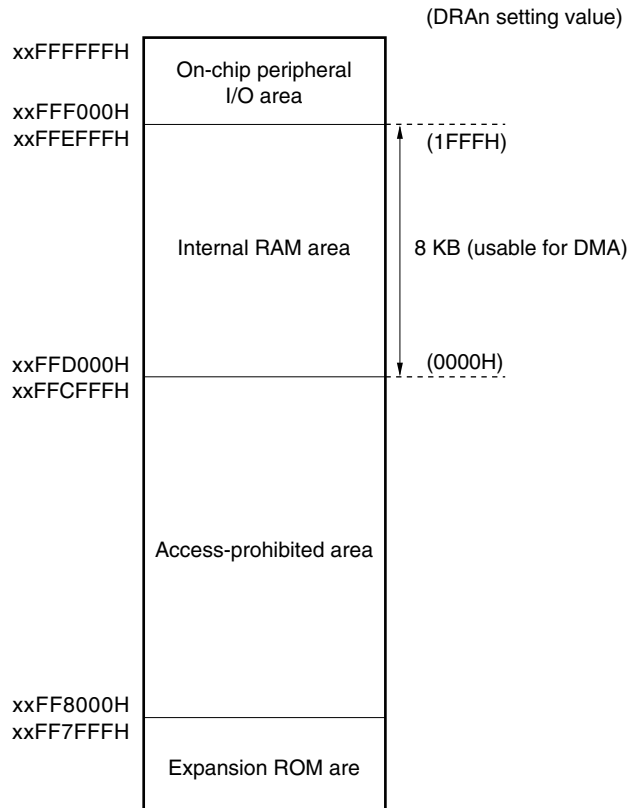 (DRAn setting value)
xxFFFFFFH
On-chip peripheral
I/O area
xxFFF000H
xxFFEFFFH
(1FFFH)
Internal RAM area
8 KB (usable for DMA)
xxFFD000H
(0000H)
xxFFCFFFH
Access-prohibited area
xxFF8000H
xxFF7FFFH
Expansion ROM are